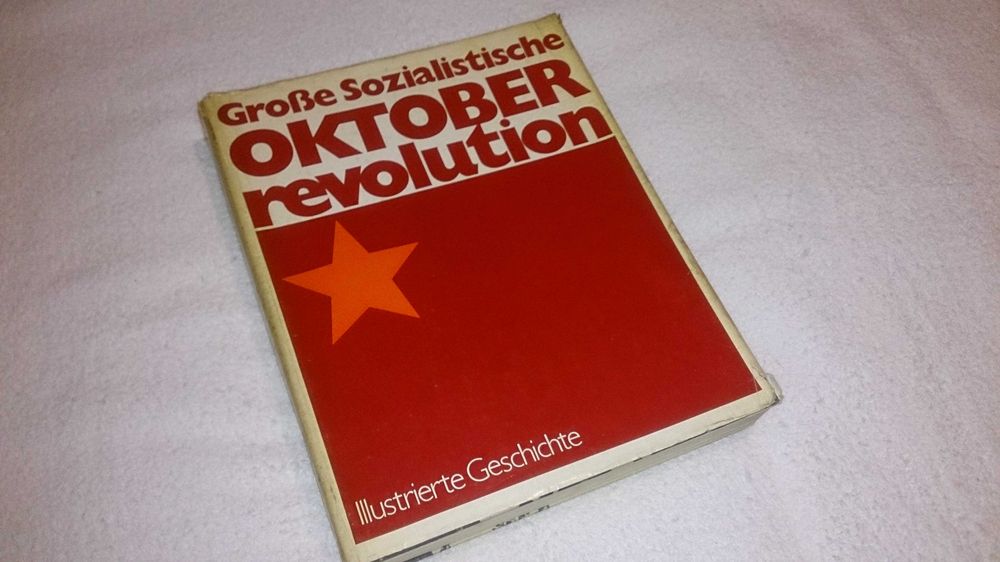 Große Sozialistische
OKTOBER
revolution
Illustrierte Geschichte